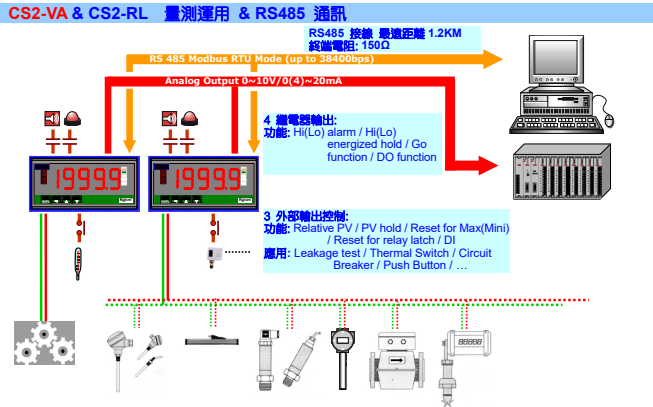 CS2-VA & CS2-RL 量測運用 & RS485 通訊
RS485 接線 最遠距離 1.2KM
終端電阻: 150Ω
RS 485 Modbus RTU Mode (up to 38400bps)
Analog Output 0~10V/0(4)~20mA
4 繼電器輸出:
功能: Hi(Lo) alarm / Hi(Lo)
energized hold / Go
function / DO function
19999
19999
3 外部輸出控制:
功能: Relative PV / PV hold / Reset for Max(Mini)
/ Reset for relay latch / DI
應用: Leakage test / Thermal Switch / Circuit
Breaker / Push Button / …